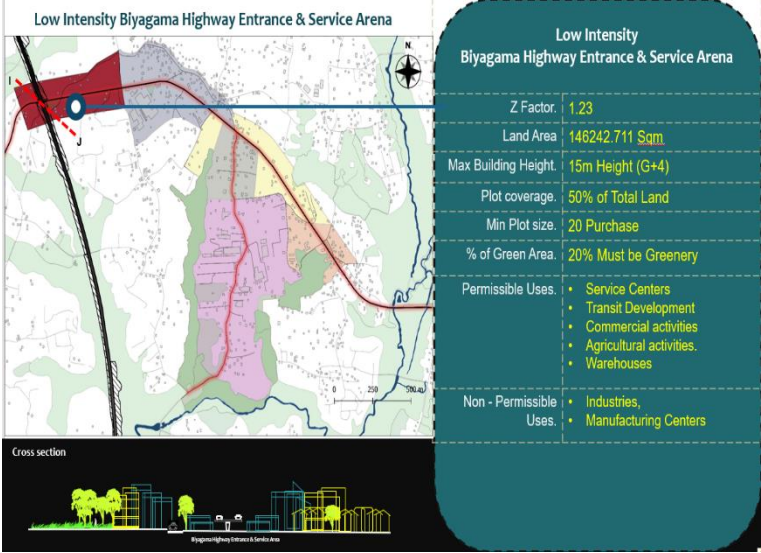 Low Intensity Biyagama Highway Entrance & Service Arena
N
I
J
0 250 500 m
Cross section
Biyagama Highway Entrance & Service Area
Low Intensity
Biyagama Highway Entrance & Service Arena
Z Factor. 1.23
Land Area 146242.711 Sqm
Max Building Height. 15m Height (G+4)
Plot coverage. 50% of Total Land
Min Plot size. 20 Purchase
% of Green Area. 20% Must be Greenery
Permissible Uses. • Service Centers
• Transit Development
• Commercial activities
• Agricultural activities.
• Warehouses
Non - Permissible • Industries,
Uses. • Manufacturing Centers